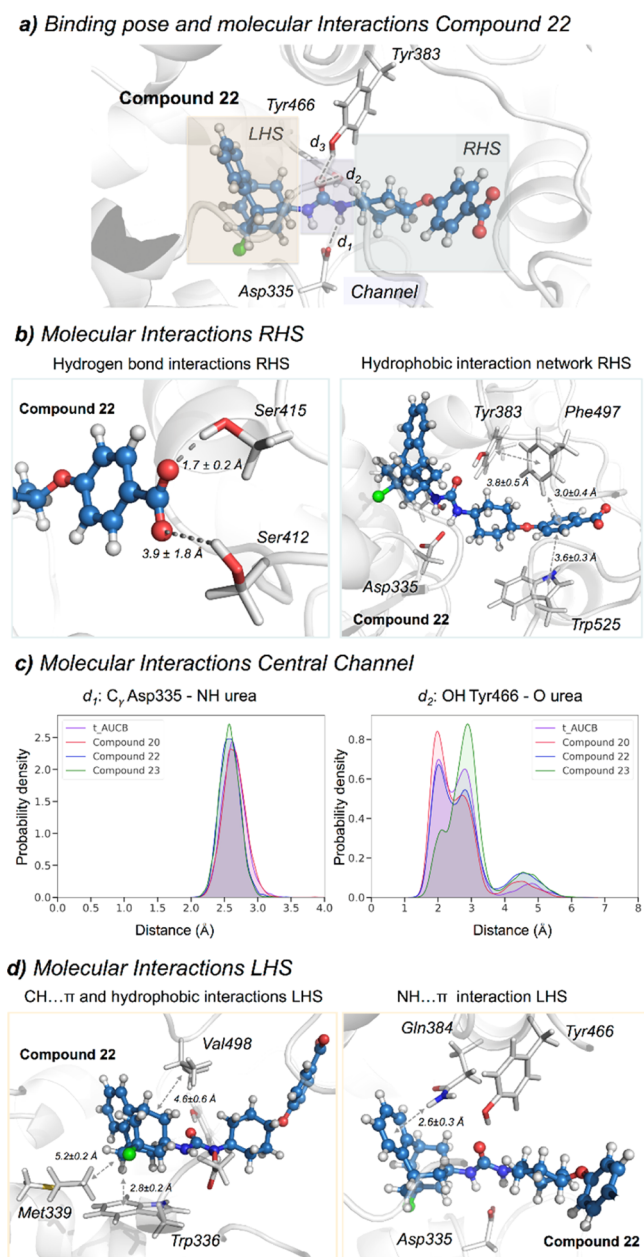 a) Binding pose and molecular Interactions Compound 22
Tyr383
Compound 22
Tyr466
LHS
d3
RHS
d2
d1
Asp335
Channel
b) Molecular Interactions RHS
Hydrogen bond interactions RHS
Hydrophobic interaction network RHS
Compound 22
Ser415
1.7 ± 0.2 Å
Ser412
3.9 ± 1.8 Å
Tyr383
Phe497
3.8±0.5 Å
3.0±0.4 Å
3.6±0.3 Å
Asp335
Trp525
Compound 22
c) Molecular Interactions Central Channel
d1: Cγ Asp335 - NH urea
d2: OH Tyr466 - O urea
Probability density
2.5
2.0
1.5
1.0
0.5
0.0
t_AUCB
Compound 20
Compound 22
Compound 23
0.0 0.5 1.0 1.5 2.0 2.5 3.0 3.5 4.0
Distance (Å)
Probability density
0.8
0.6
0.4
0.2
0.0
t_AUCB
Compound 20
Compound 22
Compound 23
0 1 2 3 4 5 6 7 8
Distance (Å)
d) Molecular Interactions LHS
CH...π and hydrophobic interactions LHS
NH...π interaction LHS
Compound 22
Val498
4.6±0.6 Å
5.2±0.2 Å
2.8±0.2 Å
Met339
Trp336
Gln384
Tyr466
2.6±0.3 Å
Asp335
Compound 22